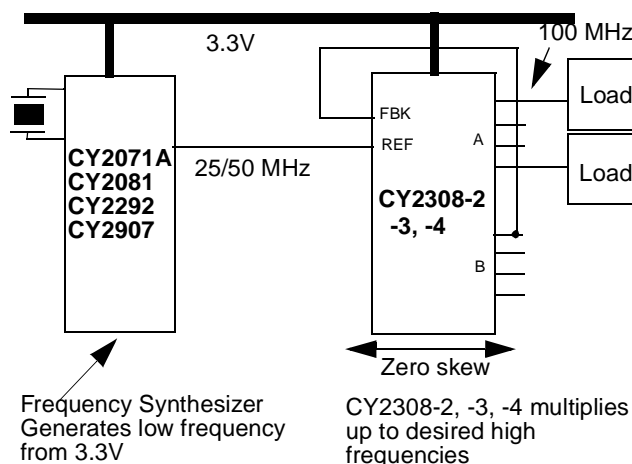 3.3V
100 MHz
Load
FBK
REF
A
CY2071A
CY2081
CY2292
CY2907
25/50 MHz
CY2308-2
-3, -4
Load
B
Zero skew
Frequency Synthesizer
Generates low frequency
from 3.3V
CY2308-2, -3, -4 multiplies
up to desired high
frequencies